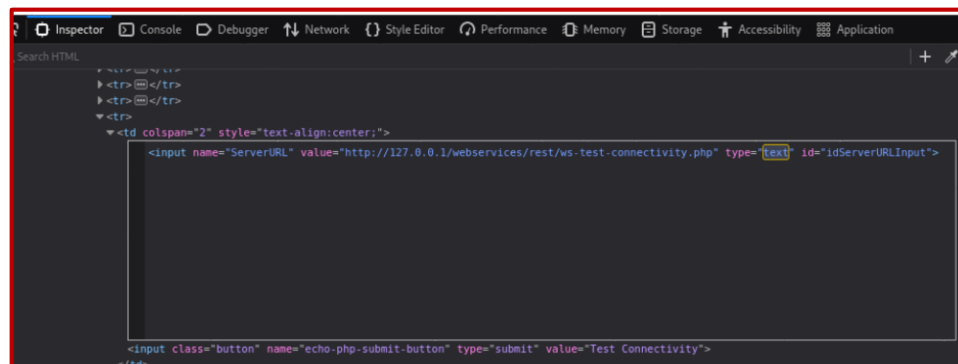 Inspector Console Debugger Network {} Style Editor Performance Memory Storage Accessibility Application
Search HTML
<tr></tr>
<tr></tr>
<tr></tr>
<tr>
<td colspan="2" style="text-align:center;">
<input name="ServerURL" value="http://127.0.0.1/webservices/rest/ws-test-connectivity.php" type="text" id="idServerURLInput">
<input class="button" name="echo-php-submit-button" type="submit" value="Test Connectivity">
</td>